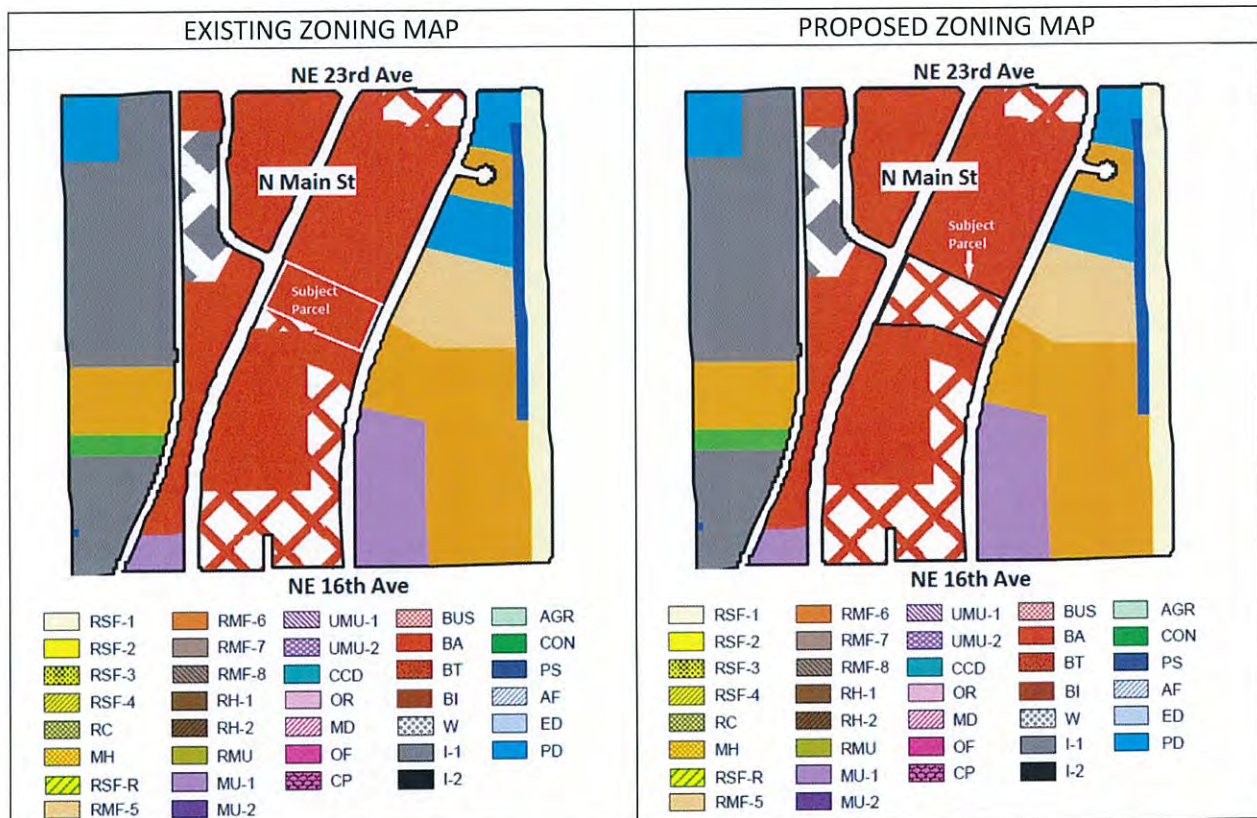 EXISTING ZONING MAP
NE 23rd Ave
N Main St
Subject
Parcel
NE 16th Ave
RSF-1
RSF-2
RSF-3
RSF-4
RC
MH
RSF-R
RMF-5
RMF-6
RMF-7
RMF-8
RH-1
RH-2
RMU
MU-1
MU-2
UMU-1
UMU-2
CCD
OR
MD
OF
CP
BUS
BA
BT
BI
W
I-1
I-2
AGR
CON
PS
AF
ED
PD
PROPOSED ZONING MAP
NE 23rd Ave
N Main St
Subject
Parcel
NE 16th Ave
RSF-1
RSF-2
RSF-3
RSF-4
RC
MH
RSF-R
RMF-5
RMF-6
RMF-7
RMF-8
RH-1
RH-2
RMU
MU-1
MU-2
UMU-1
UMU-2
CCD
OR
MD
OF
CP
BUS
BA
BT
BI
W
I-1
I-2
AGR
CON
PS
AF
ED
PD